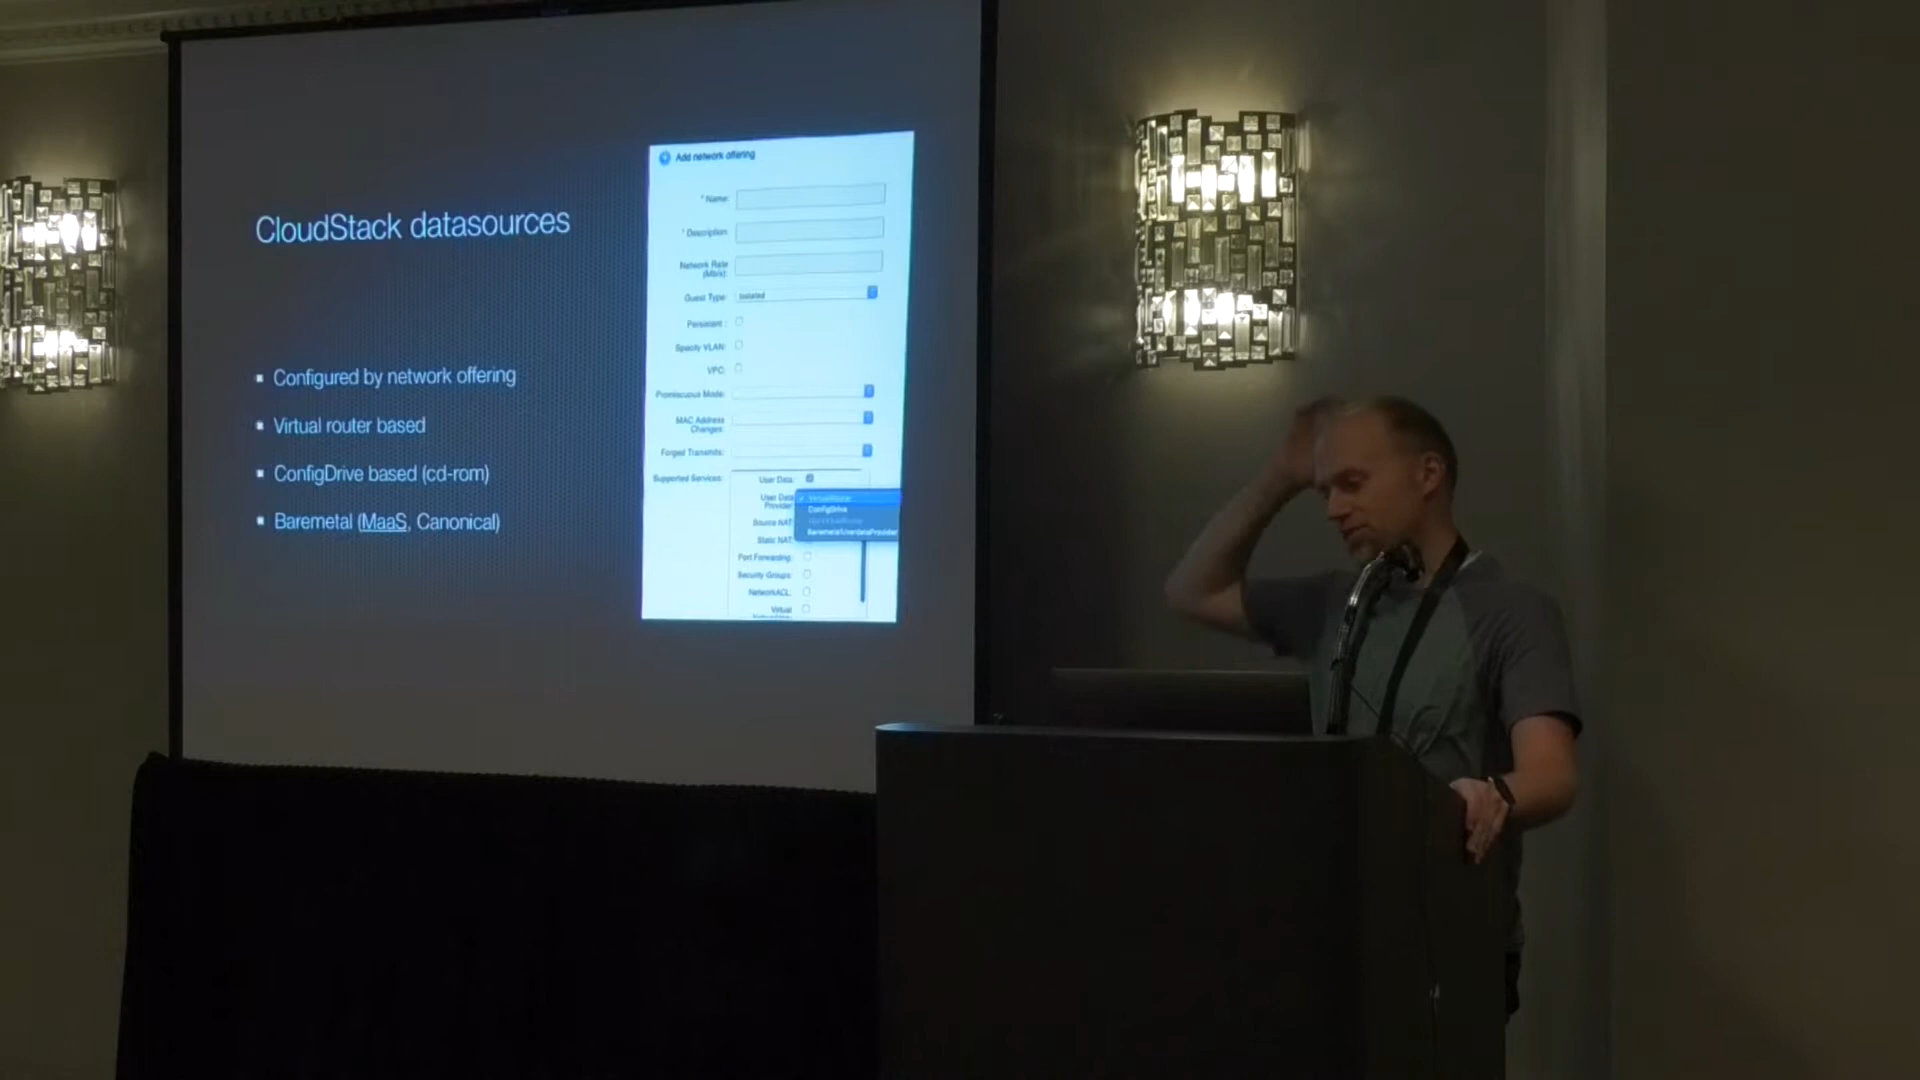 CloudStack datasources
Configured by network offering
Virtual router based
ConfigDrive based (cd-rom)
Baremetal (MaaS, Canonical)
Add network offering
* Name:
* Description:
Network Rate
(Mb/s):
Guest Type:
Isolated
Persistent :
Specify VLAN:
VPC:
Promiscuous Mode:
MAC Address
Changes:
Forged Transmits:
Supported Services:
User Data:
User Data
Provider:
VirtualRouter
ConfigDrive
BaremetalUserdataProvider
Source NAT:
Static NAT:
Port Forwarding:
Security Groups:
NetworkACL:
Virtual